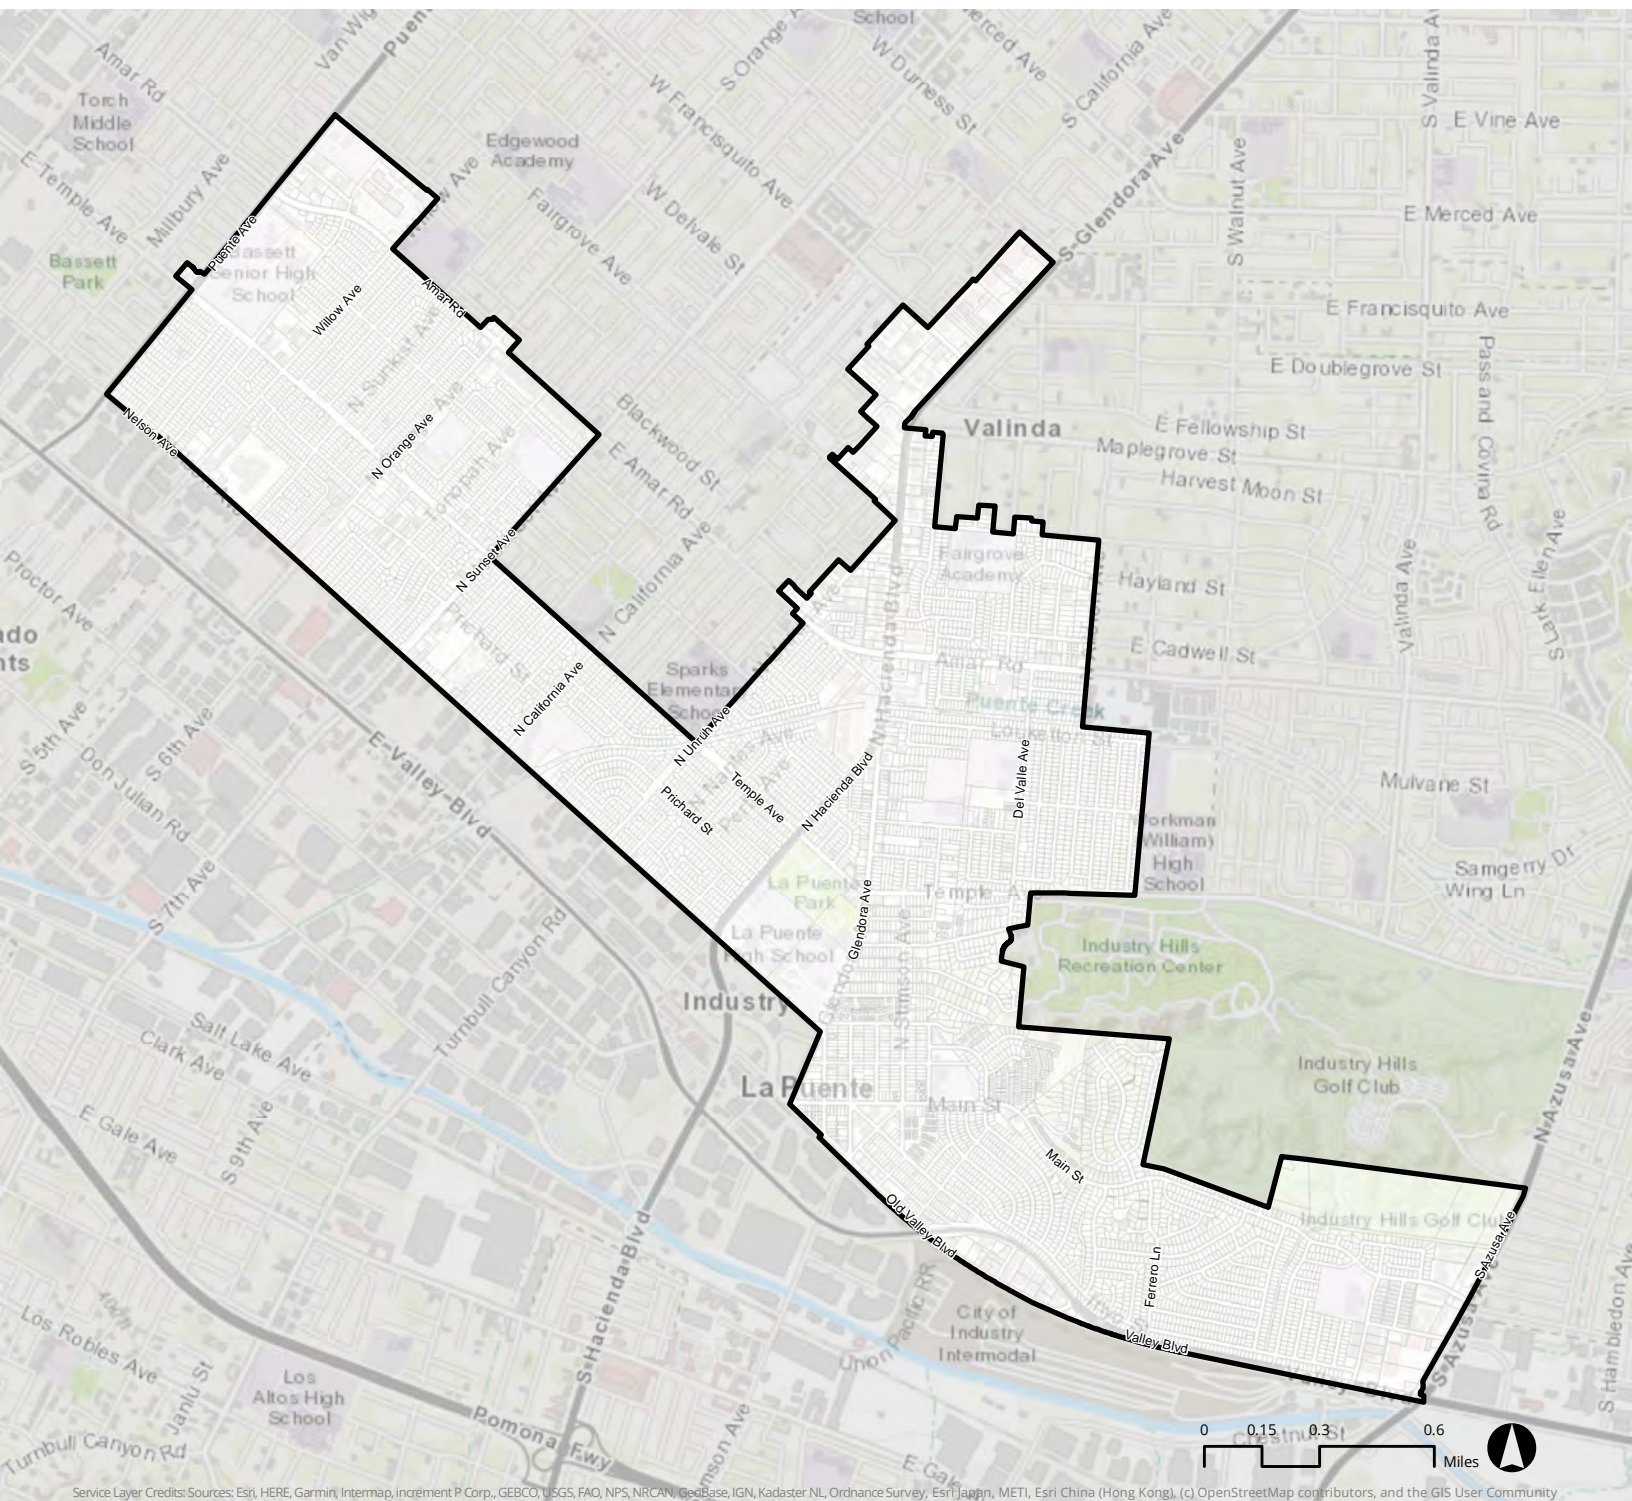 School
Amar Rd
S Orange
Merced Ave
S California Ave
S Valinda
Torch
Middle
School
W Francisquito Ave
W Durness St
E Vine Ave
Edgewood
Academy
E Temple Ave
Millbury Ave
Fairgrove Ave
W Delvale St
S Glendora Ave
S Walnut Ave
E Merced Ave
Bassett
Park
Puente Ave
Bassett
Senior High
School
Willow Ave
Amar Rd
E Francisquito Ave
E Doublegrove St
N Sunkist Ave
Pass and Covina Rd
Nelson Ave
N Orange Ave
Tonopah Ave
Blackwood St
E Amar Rd
Valinda
E Fellowship St
Maplegrove St
Harvest Moon St
Proctor Ave
N Sunset Ave
N California Ave
Fairgrove
Academy
Hayland St
Valinda Ave
S Lark Ellen Ave
N Hacienda Blvd
E Cadwell St
Amar Rd
Prichard St
N California Ave
Sparks
Elementary
School
Puente Creek
S 5th Ave
S 6th Ave
Don Julian Rd
E Valley Blvd
N Unruh Ave
Prichard St
Temple Ave
N Hacienda Blvd
Del Valle Ave
Mulvane St
Workman
(William)
High
School
Samgerry Dr
Wing Ln
S 7th Ave
La Puente
Park
La Puente
High School
Glendora Ave
N Stimson Ave
Industry Hills
Recreation Center
Turnbull Canyon Rd
Industry
Salt Lake Ave
Clark Ave
La Puente
Main St
Industry Hills
Golf Club
N Azusa Ave
E Gale Ave
S 9th Ave
Main St
Old Valley Blvd
Industry Hills Golf Club
S Azusa Ave
S Azusa Ave
S Hambledon Ave
Ferrero Ln
S Hacienda Blvd
Los Robles Ave
Union Pacific RR
City of
Industry
Intermodal
Valley Blvd
Janlu St
Los
Altos High
School
Pomona Fwy
Turnbull Canyon Rd
E Gale
Chestnut St
0 0.15 0.3 0.6
Miles
Service Layer Credits: Sources: Esri, HERE, Garmin, Intermap, increment P Corp., GEBCO, USGS, FAO, NPS, NRCAN, GeoBase, IGN, Kadaster NL, Ordnance Survey, Esri Japan, METI, Esri China (Hong Kong), (c) OpenStreetMap contributors, and the GIS User Community